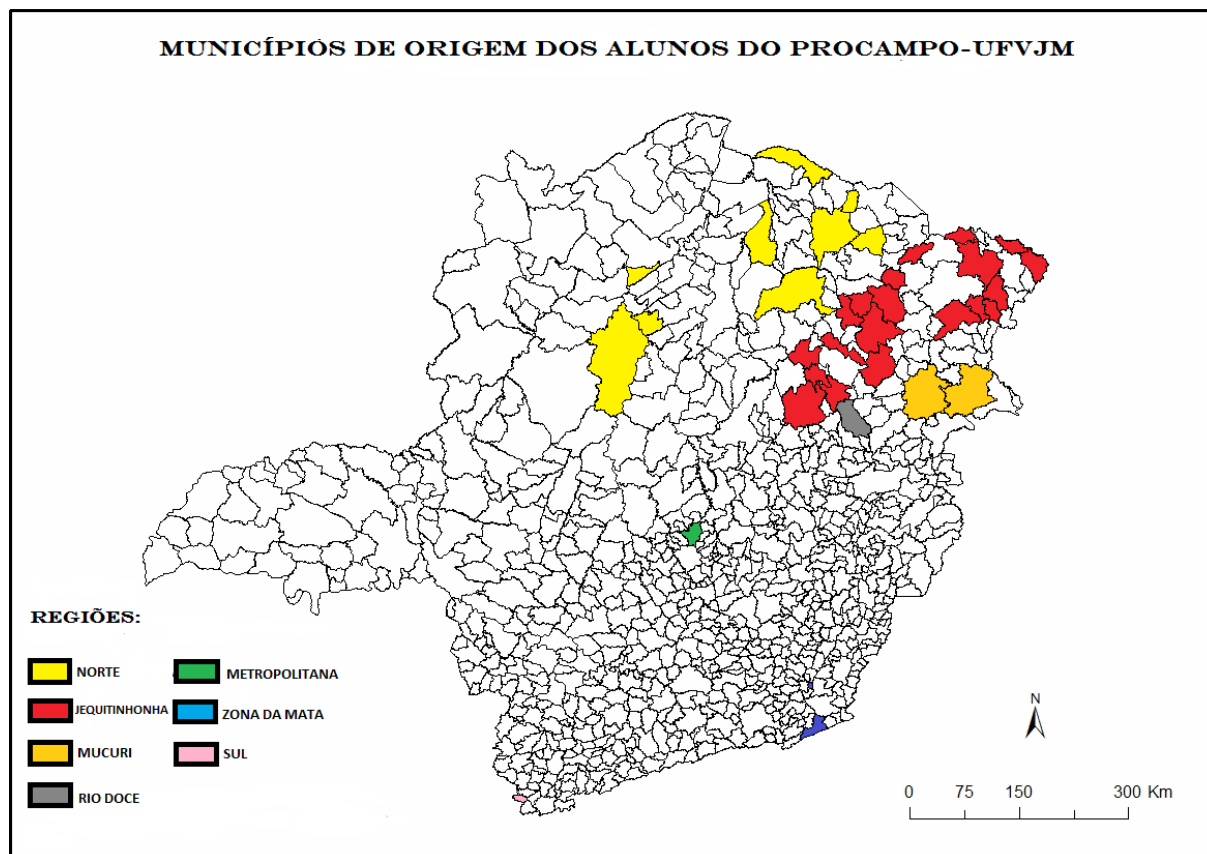 MUNICÍPIÓS DE ORIGEM DOS ALUNOS DO PROCAMPO-UFVJM
REGIÕES:
NORTE
JEQUITINHONHA
MUCURI
RIO DOCE
METROPOLITANA
ZONA DA MATA
SUL
N
0 75 150 300 Km